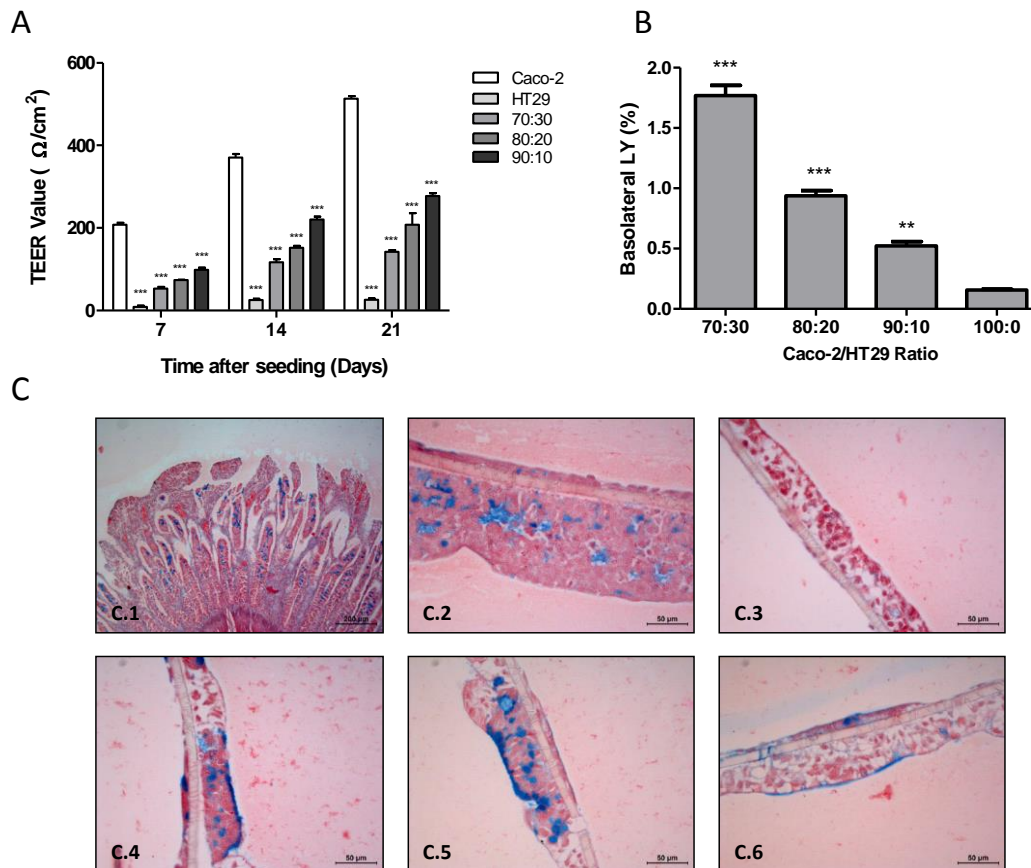 A
TEER Value ( Ω/cm²)
600
400
200
0
***
***
***
***
***
***
***
***
***
***
***
***
7
14
21
Time after seeding (Days)
Caco-2
HT29
70:30
80:20
90:10
B
Basolateral LY (%)
2.0
1.5
1.0
0.5
0.0
***
***
**
70:30
80:20
90:10
100:0
Caco-2/HT29 Ratio
C
C.1
200 µm
C.2
50 µm
C.3
50 µm
C.4
50 µm
C.5
50 µm
C.6
50 µm